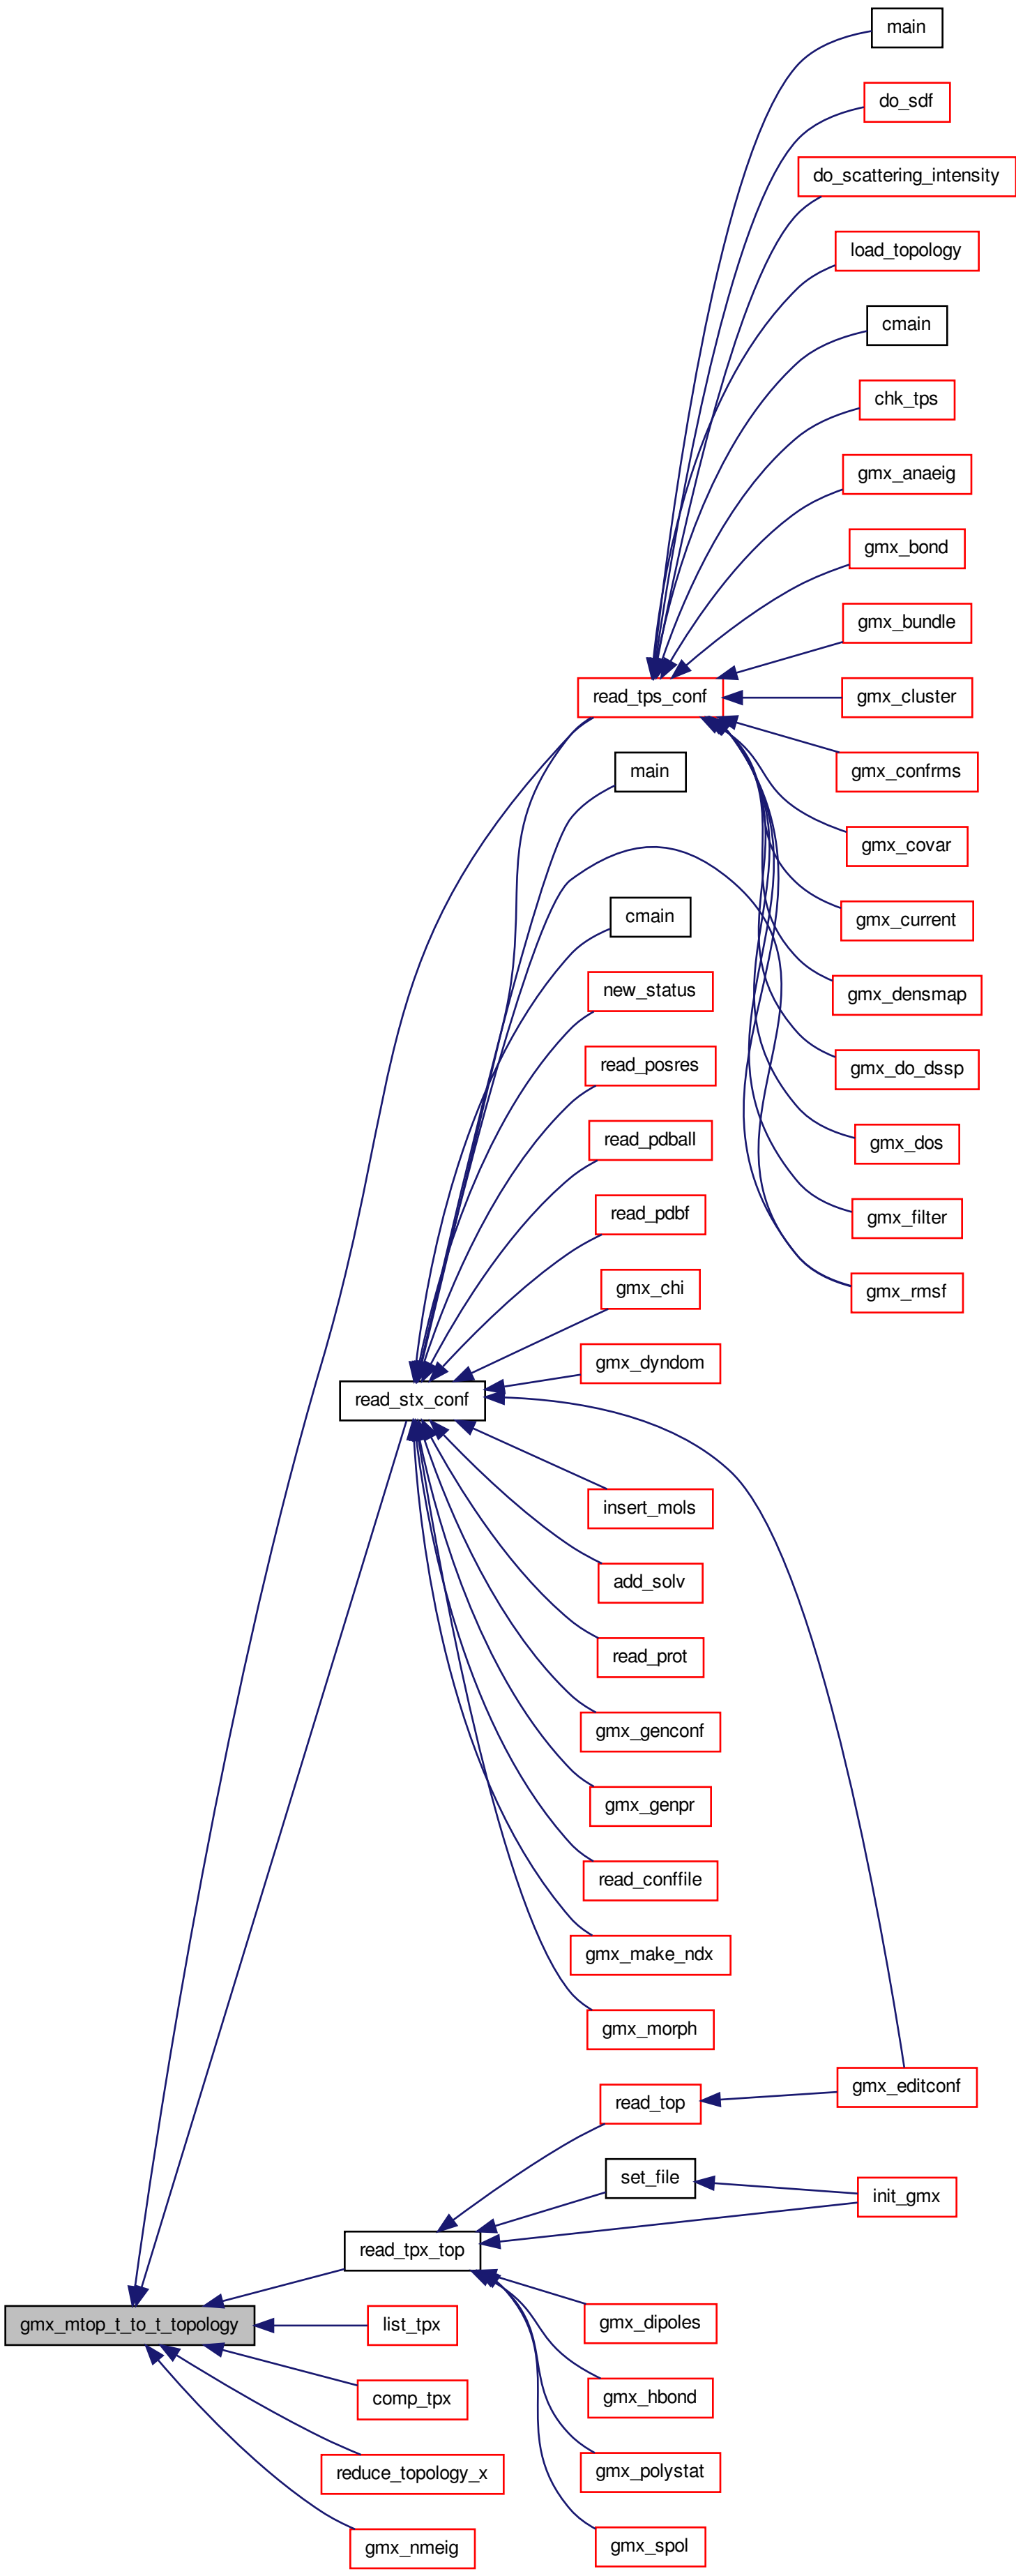 main
do_sdf
do_scattering_intensity
load_topology
cmain
chk_tps
gmx_anaeig
gmx_bond
gmx_bundle
read_tps_conf
gmx_cluster
main
gmx_confrms
gmx_covar
cmain
gmx_current
new_status
gmx_densmap
read_posres
gmx_do_dssp
read_pdball
gmx_dos
read_pdbf
gmx_filter
gmx_chi
gmx_rmsf
gmx_dyndom
read_stx_conf
insert_mols
add_solv
read_prot
gmx_genconf
gmx_genpr
read_conffile
gmx_make_ndx
gmx_morph
gmx_editconf
read_top
set_file
init_gmx
read_tpx_top
gmx_mtop_t_to_t_topology
list_tpx
gmx_dipoles
comp_tpx
gmx_hbond
reduce_topology_x
gmx_polystat
gmx_nmeig
gmx_spol